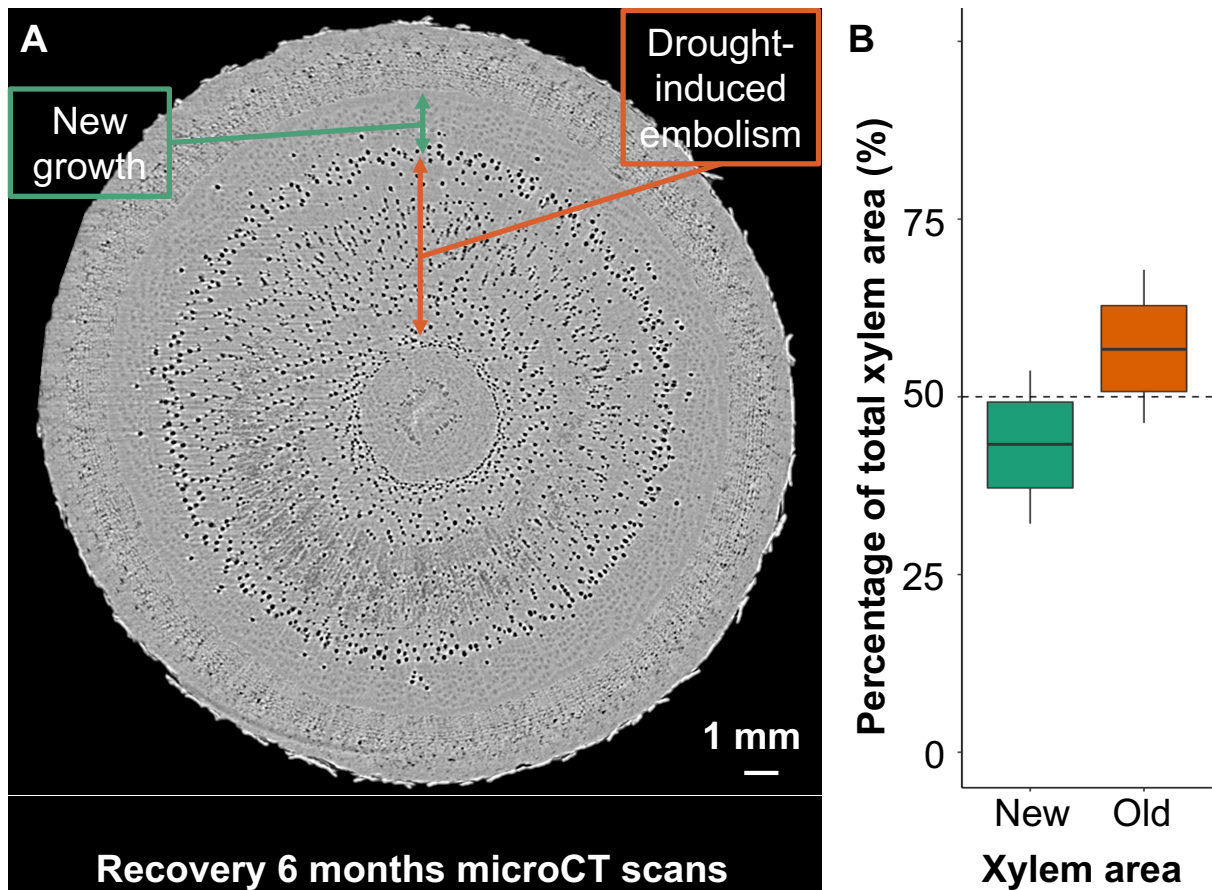 A
New
growth
Drought-
induced
embolism
1 mm
Recovery 6 months microCT scans
B
Percentage of total xylem area (%)
75
50
25
0
New Old
Xylem area